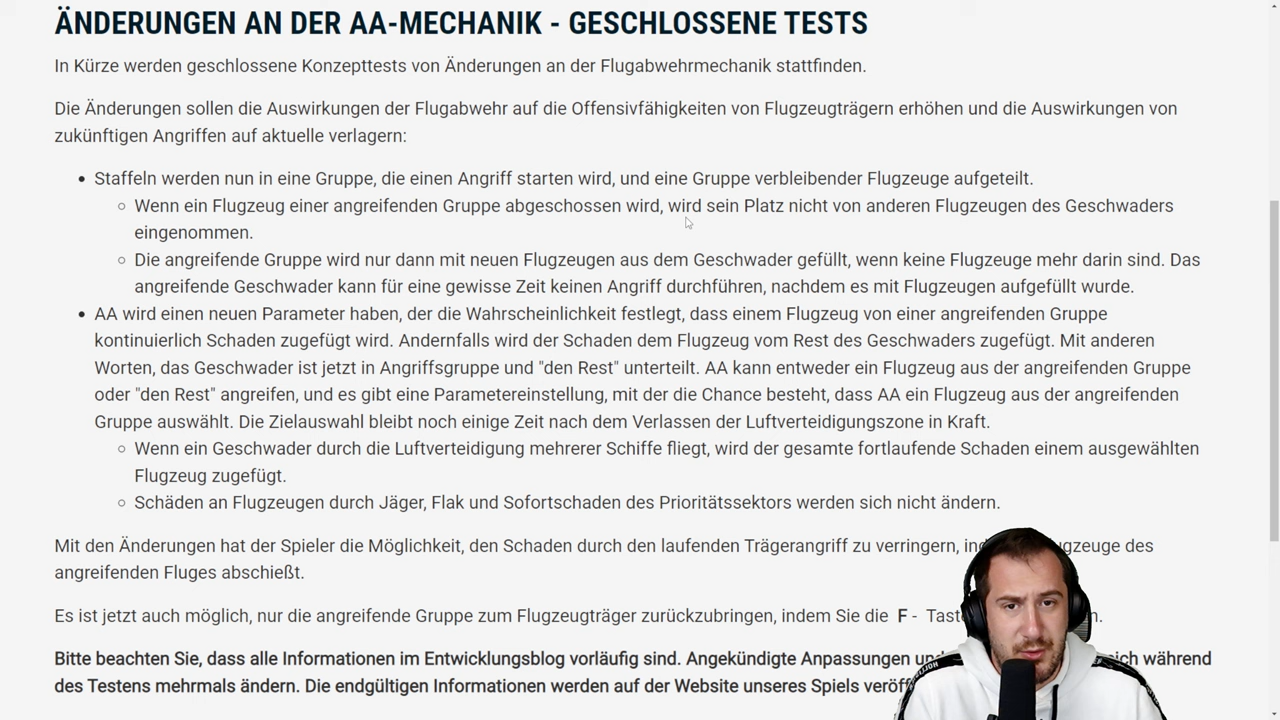 ÄNDERUNGEN AN DER AA-MECHANIK - GESCHLOSSENE TESTS
In Kürze werden geschlossene Konzepttests von Änderungen an der Flugabwehrmechanik stattfinden.
Die Änderungen sollen die Auswirkungen der Flugabwehr auf die Offensivfähigkeiten von Flugzeugträgern erhöhen und die Auswirkungen von
zukünftigen Angriffen auf aktuelle verlagern:
• Staffeln werden nun in eine Gruppe, die einen Angriff starten wird, und eine Gruppe verbleibender Flugzeuge aufgeteilt.
○ Wenn ein Flugzeug einer angreifenden Gruppe abgeschossen wird, wird sein Platz nicht von anderen Flugzeugen des Geschwaders
eingenommen.
○ Die angreifende Gruppe wird nur dann mit neuen Flugzeugen aus dem Geschwader gefüllt, wenn keine Flugzeuge mehr darin sind. Das
angreifende Geschwader kann für eine gewisse Zeit keinen Angriff durchführen, nachdem es mit Flugzeugen aufgefüllt wurde.
• AA wird einen neuen Parameter haben, der die Wahrscheinlichkeit festlegt, dass einem Flugzeug von einer angreifenden Gruppe
kontinuierlich Schaden zugefügt wird. Andernfalls wird der Schaden dem Flugzeug vom Rest des Geschwaders zugefügt. Mit anderen
Worten, das Geschwader ist jetzt in Angriffsgruppe und "den Rest" unterteilt. AA kann entweder ein Flugzeug aus der angreifenden Gruppe
oder "den Rest" angreifen, und es gibt eine Parametereinstellung, mit der die Chance besteht, dass AA ein Flugzeug aus der angreifenden
Gruppe auswählt. Die Zielauswahl bleibt noch einige Zeit nach dem Verlassen der Luftverteidigungszone in Kraft.
○ Wenn ein Geschwader durch die Luftverteidigung mehrerer Schiffe fliegt, wird der gesamte fortlaufende Schaden einem ausgewählten
Flugzeug zugefügt.
○ Schäden an Flugzeugen durch Jäger, Flak und Sofortschaden des Prioritätssektors werden sich nicht ändern.
Mit den Änderungen hat der Spieler die Möglichkeit, den Schaden durch den laufenden Trägerangriff zu verringern, des
angreifenden Fluges abschießt.
Es ist jetzt auch möglich, nur die angreifende Gruppe zum Flugzeugträger zurückzubringen, indem Sie die F -
Bitte beachten Sie, dass alle Informationen im Entwicklungsblog vorläufig sind. Angekündigte Anpassungen während
des Testens mehrmals ändern. Die endgültigen Informationen werden auf der Website unseres Spiels